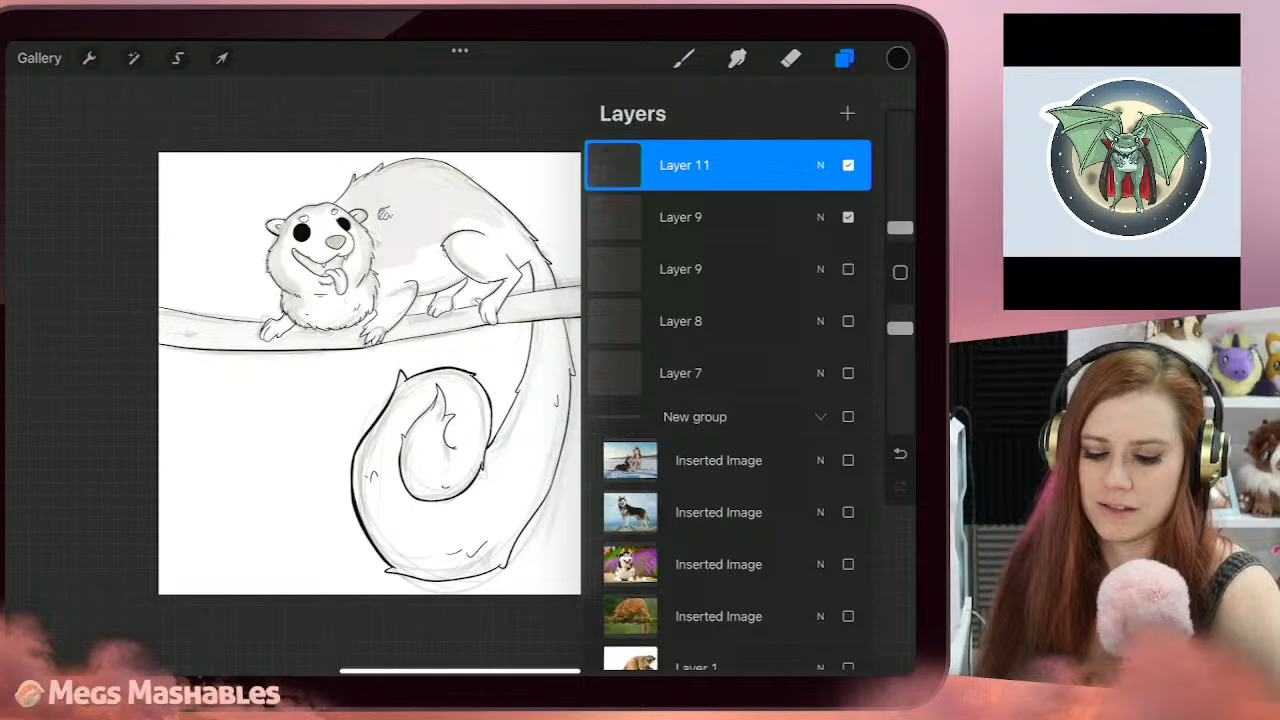 Gallery
Layers
Layer 11 N
Layer 9 N
Layer 9 N
Layer 8 N
Layer 7 N
New group
Inserted Image N
Inserted Image N
Inserted Image N
Inserted Image N
Layer 1 N
Megs Mashables